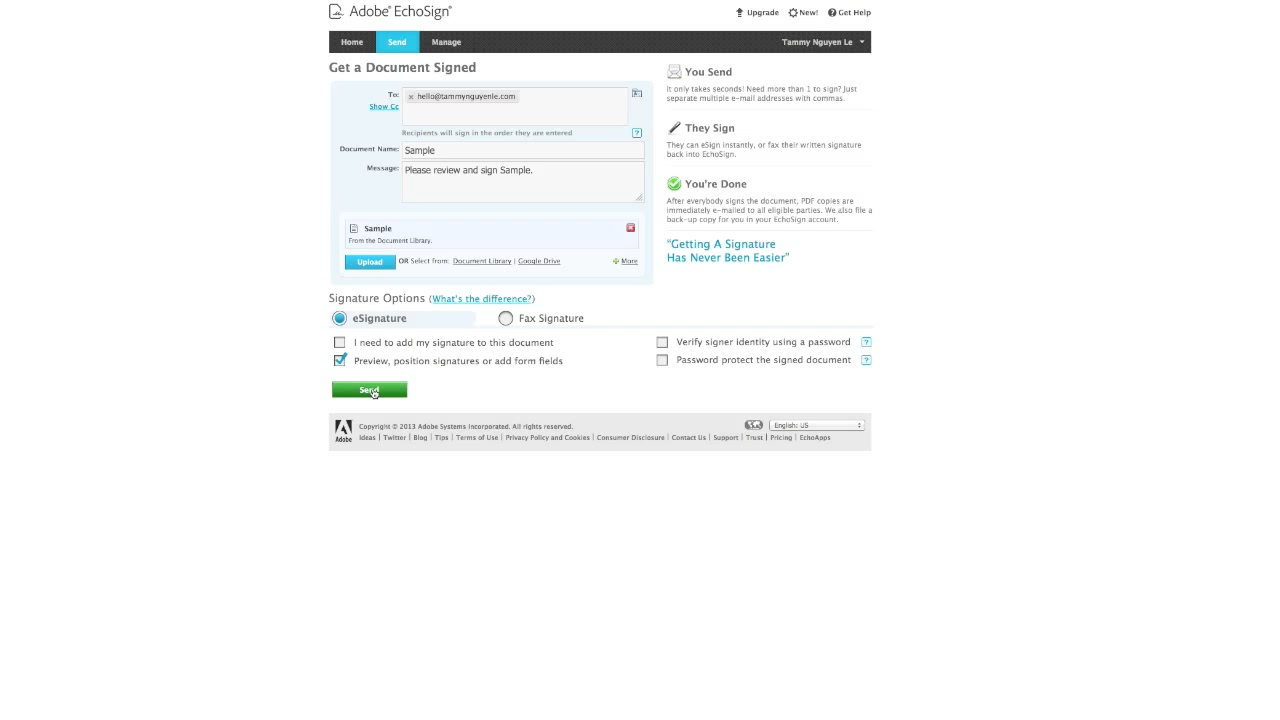 Adobe® EchoSign®
Upgrade New! Get Help
Home Send Manage Tammy Nguyen Le
Get a Document Signed
To: hello@tammynguyenle.com
Show Cc
Recipients will sign in the order they are entered
Document Name: Sample
Message: Please review and sign Sample.
Sample
From the Document Library.
Upload OR Select from: Document Library | Google Drive More
You Send
It only takes seconds! Need more than 1 to sign? Just
separate multiple e-mail addresses with commas.
They Sign
They can eSign instantly, or fax their written signature
back into EchoSign.
You're Done
After everybody signs the document, PDF copies are
immediately e-mailed to all eligible parties. We also file a
back-up copy for you in your EchoSign account.
“Getting A Signature
Has Never Been Easier”
Signature Options (What's the difference?)
eSignature Fax Signature
I need to add my signature to this document
Preview, position signatures or add form fields
Verify signer identity using a password ?
Password protect the signed document ?
Send
Adobe
Copyright © 2013 Adobe Systems Incorporated. All rights reserved.
English: US
Ideas | Twitter | Blog | Tips | Terms of Use | Privacy Policy and Cookies | Consumer Disclosure | Contact Us | Support | Trust | Pricing | EchoApps